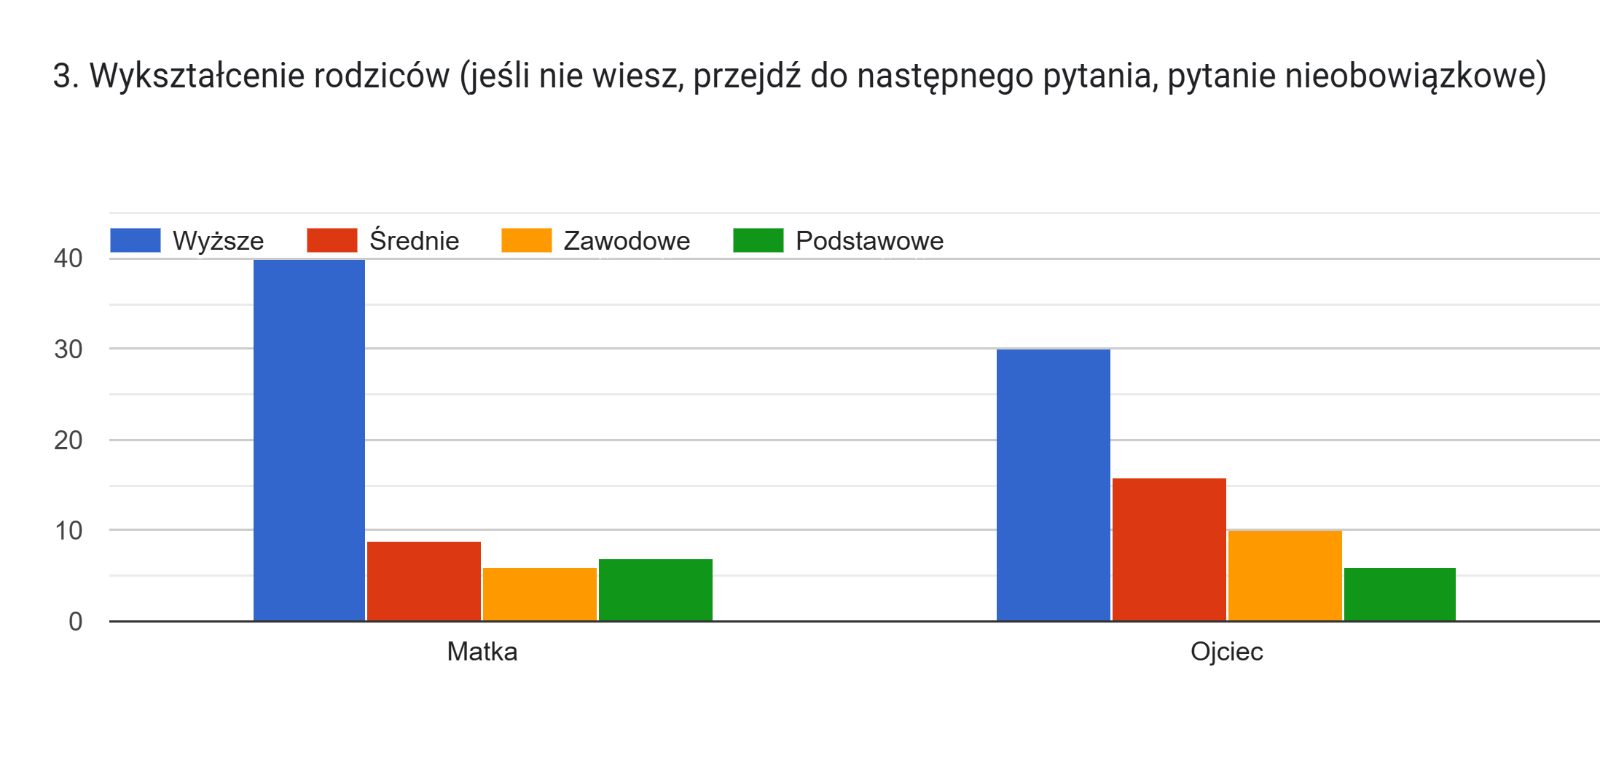 3. Wykształcenie rodziców (jeśli nie wiesz, przejdź do następnego pytania, pytanie nieobowiązkowe)
Wyższe Średnie Zawodowe Podstawowe
40
30
20
10
0
Matka Ojciec